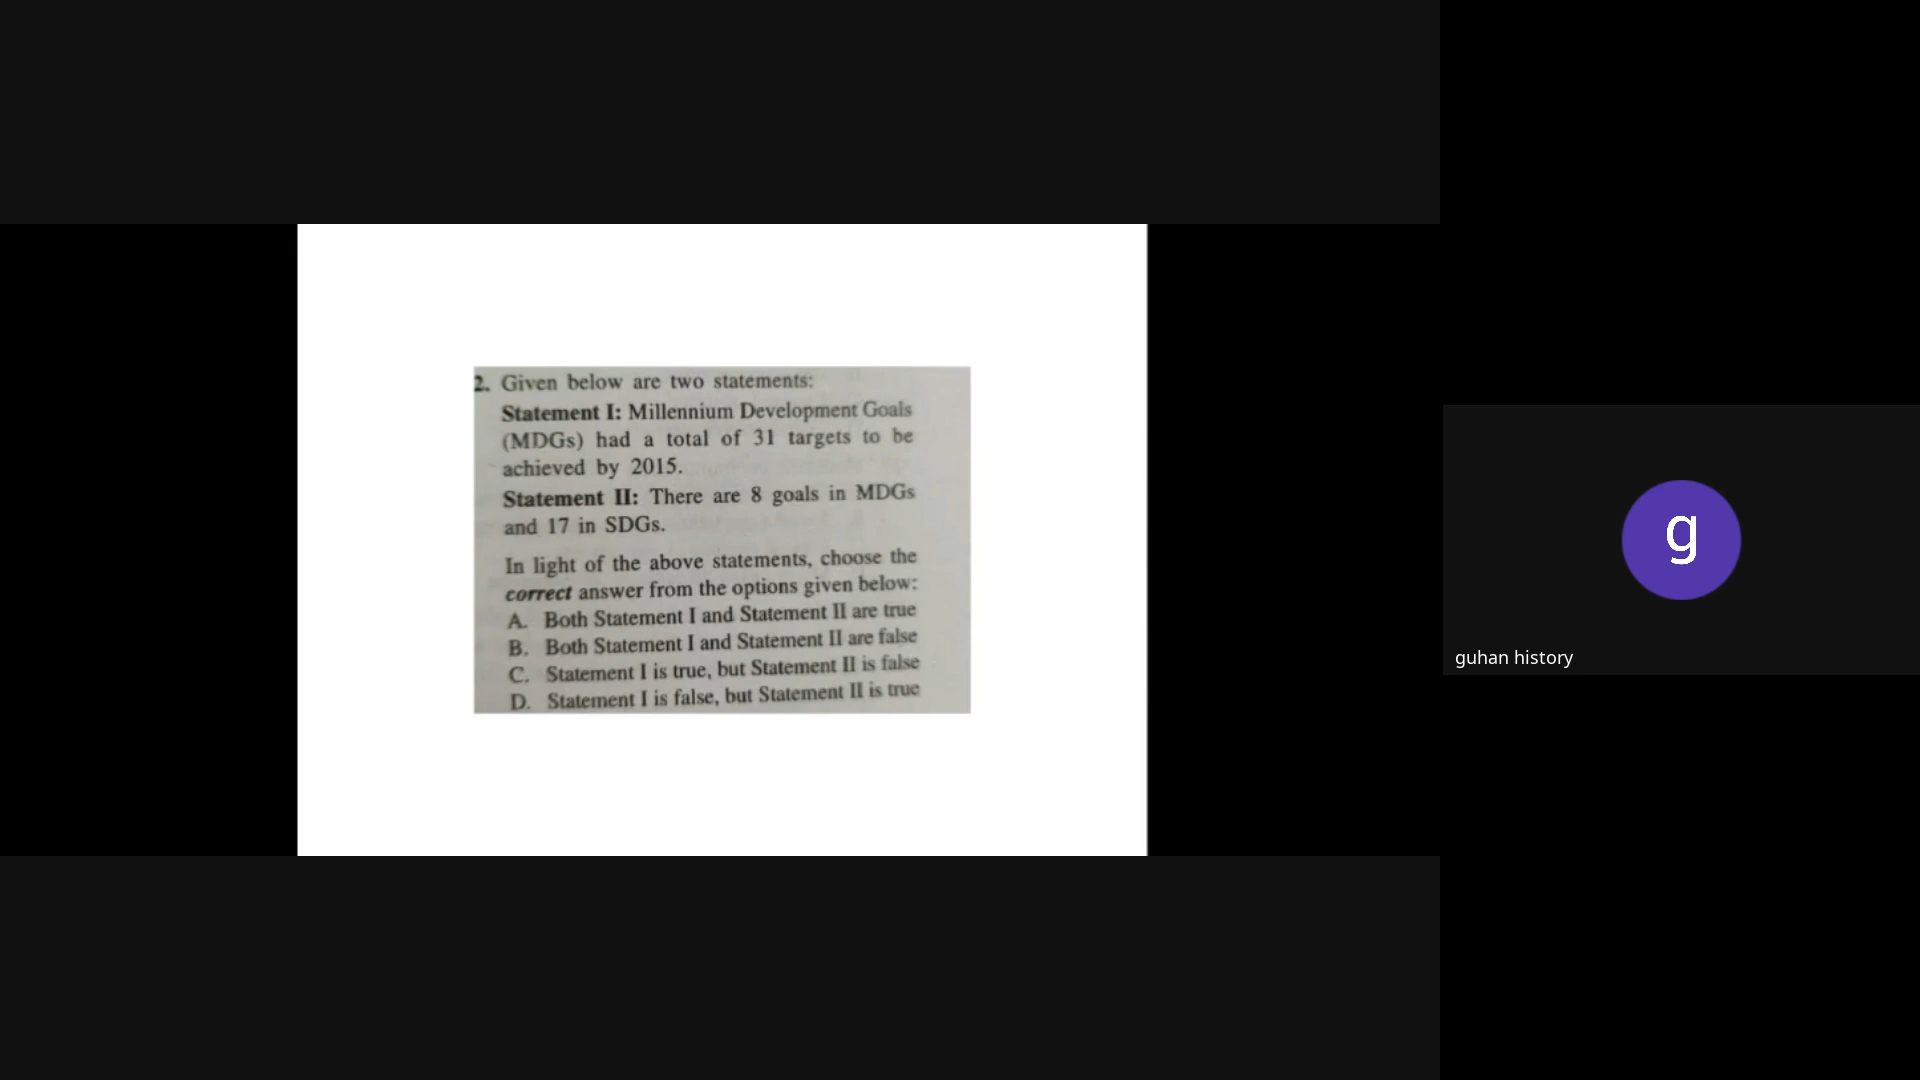 2. Given below are two statements:
Statement I: Millennium Development Goals
(MDGs) had a total of 31 targets to be
achieved by 2015.
Statement II: There are 8 goals in MDGs
and 17 in SDGs.
In light of the above statements, choose the
correct answer from the options given below:
A. Both Statement I and Statement II are true
B. Both Statement I and Statement II are false
C. Statement I is true, but Statement II is false
D. Statement I is false, but Statement II is true
g
guhan history